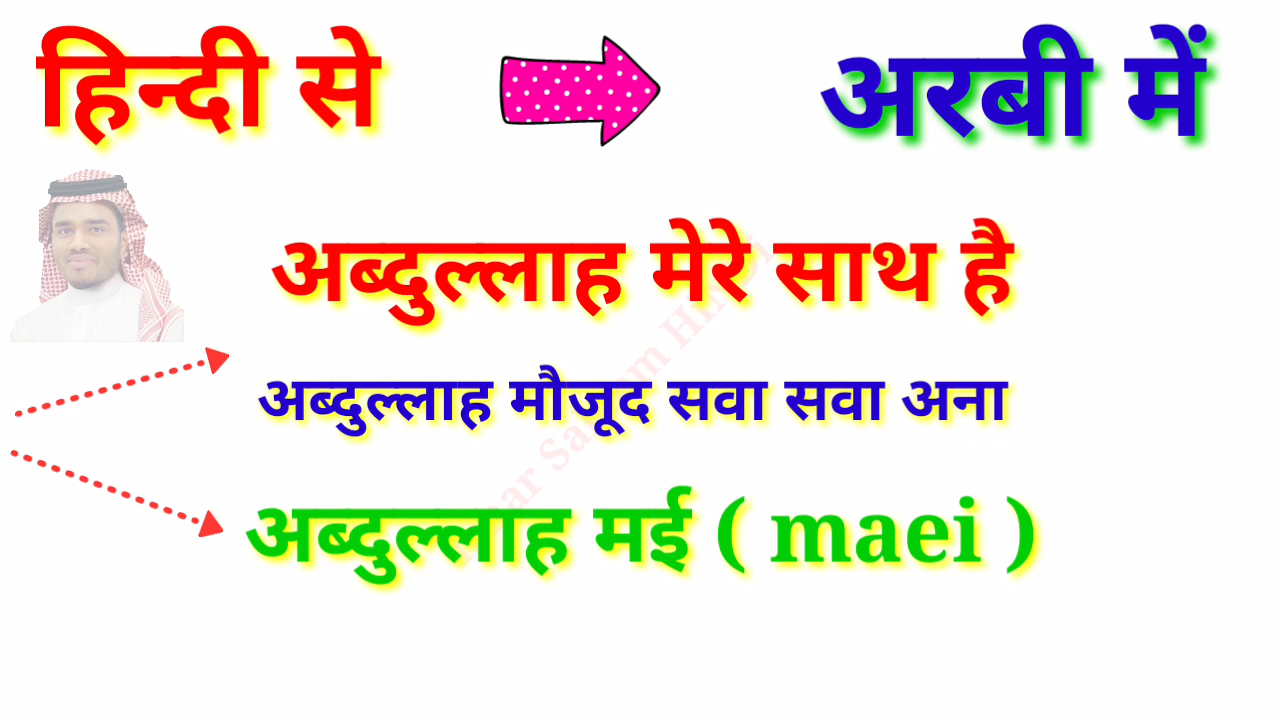 हिन्दी से अरबी में
अब्दुल्लाह मेरे साथ है
अब्दुल्लाह मौजूद सवा सवा अना
अब्दुल्लाह मई ( maei )